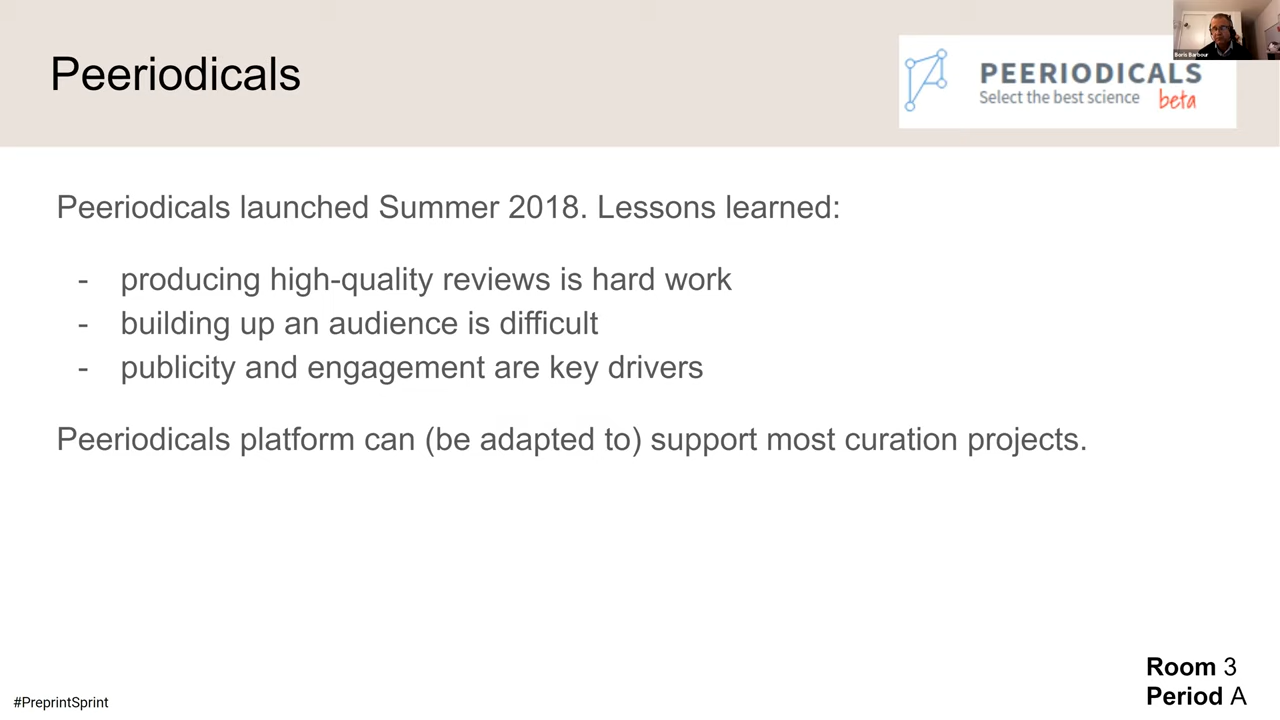 Peeriodicals
PEERIODICALS
Select the best science beta
Boris Barbour
Peeriodicals launched Summer 2018. Lessons learned:
- producing high-quality reviews is hard work
- building up an audience is difficult
- publicity and engagement are key drivers
Peeriodicals platform can (be adapted to) support most curation projects.
Room 3
Period A
#PreprintSprint